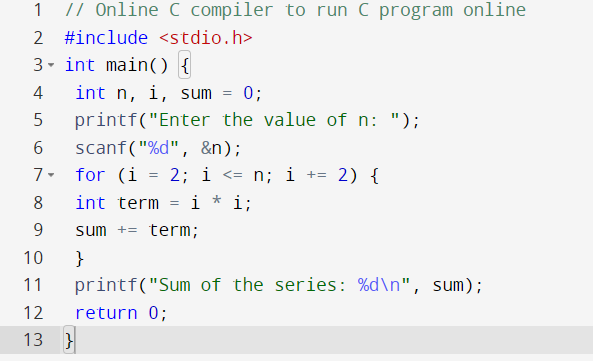 1 // Online C compiler to run C program online
2 #include <stdio.h>
3 int main() {
4 int n, i, sum = 0;
5 printf("Enter the value of n: ");
6 scanf("%d", &n);
7 for (i = 2; i <= n; i += 2) {
8 int term = i * i;
9 sum += term;
10 }
11 printf("Sum of the series: %d\n", sum);
12 return 0;
13 }